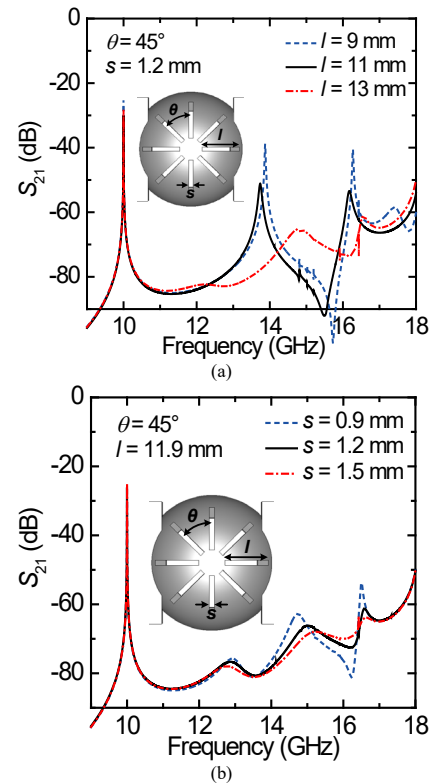 0
-20
-40
-60
-80
S21 (dB)
θ = 45°
s = 1.2 mm
l = 9 mm
l = 11 mm
l = 13 mm
θ
l
s
10 12 14 16 18
Frequency (GHz)
(a)
0
-20
-40
-60
-80
S21 (dB)
θ = 45°
l = 11.9 mm
s = 0.9 mm
s = 1.2 mm
s = 1.5 mm
θ
l
s
10 12 14 16 18
Frequency (GHz)
(b)